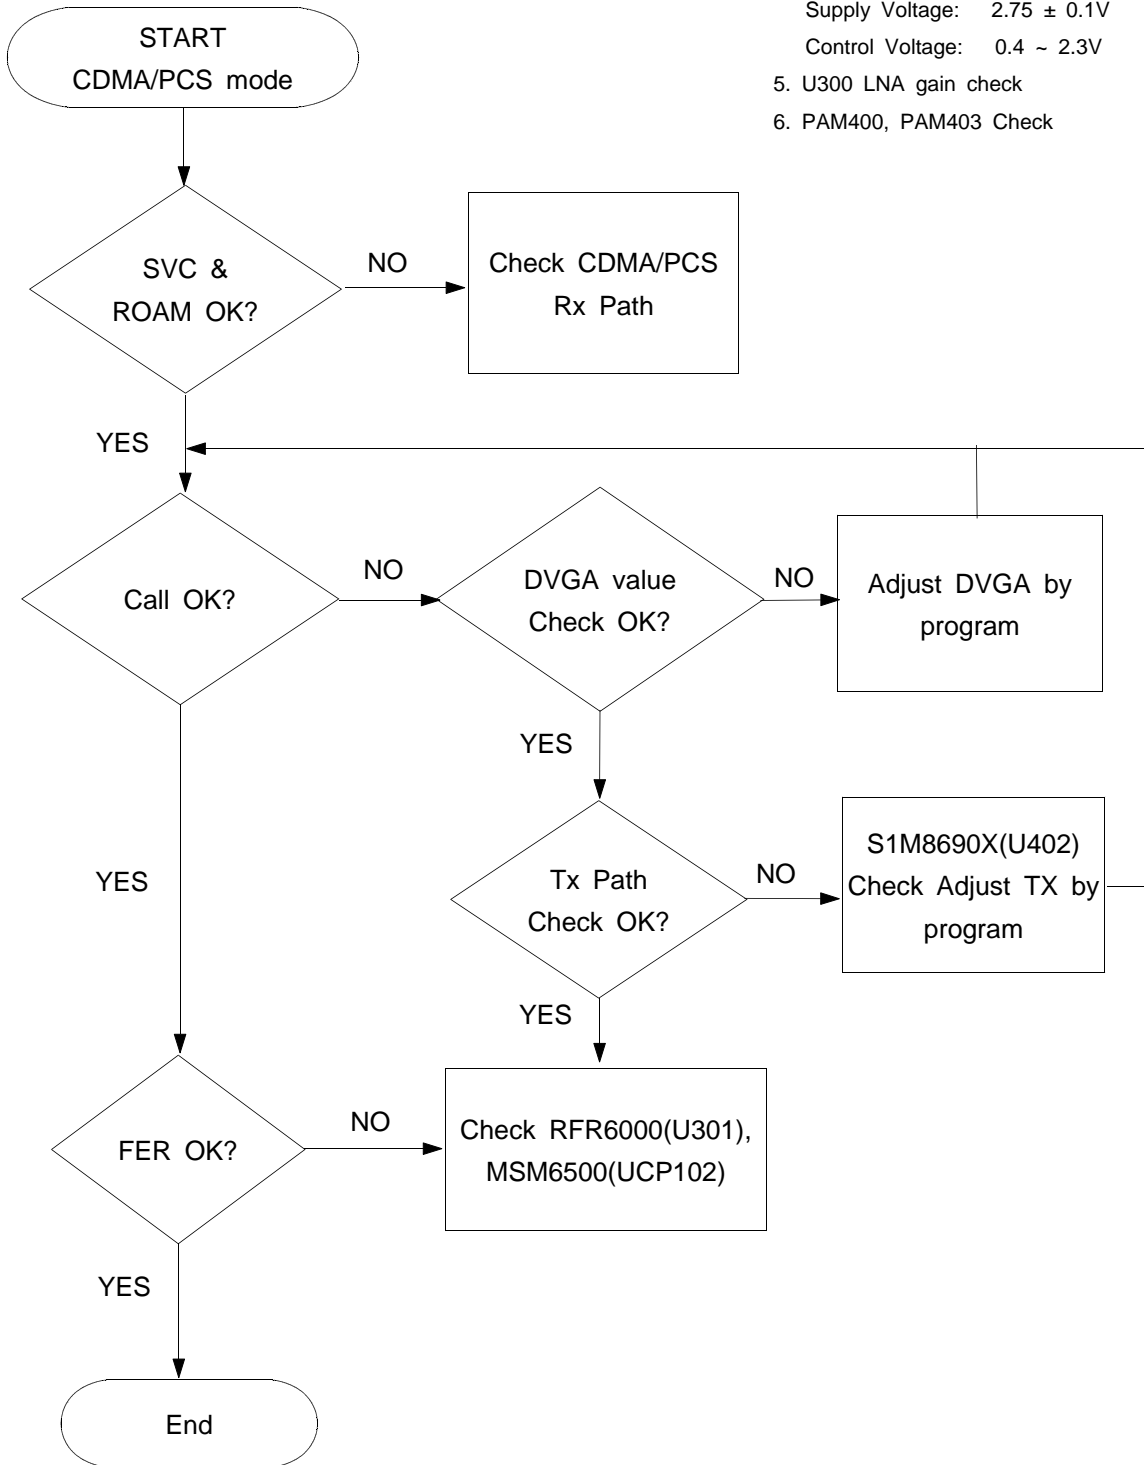 Supply Voltage: 2.75 ± 0.1V
Control Voltage: 0.4 ~ 2.3V
5. U300 LNA gain check
6. PAM400, PAM403 Check
START
CDMA/PCS mode
SVC &
ROAM OK?
NO
Check CDMA/PCS
Rx Path
YES
Call OK?
NO
DVGA value
Check OK?
NO
Adjust DVGA by
program
YES
YES
Tx Path
Check OK?
NO
S1M8690X(U402)
Check Adjust TX by
program
YES
FER OK?
NO
Check RFR6000(U301),
MSM6500(UCP102)
YES
End